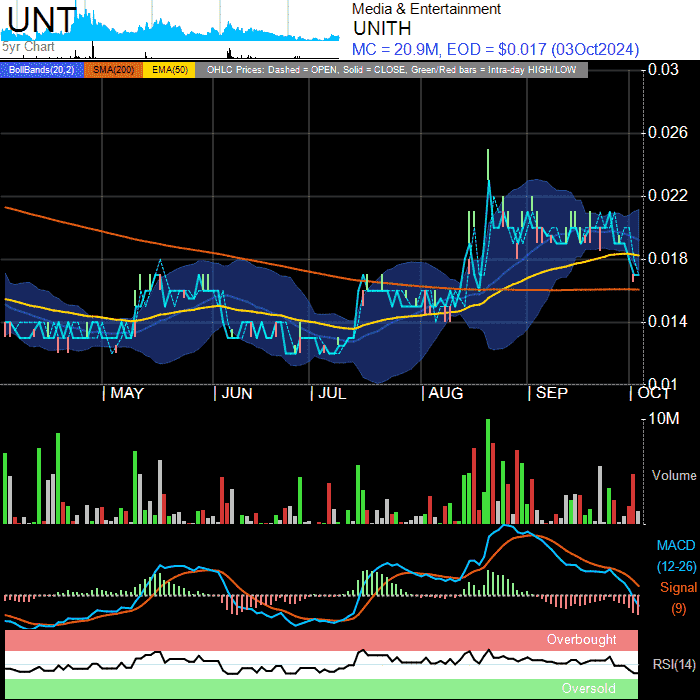 UNT
5yr Chart
Media & Entertainment
UNITH
MC = 20.9M, EOD = $0.017 (03Oct2024)
BollBands(20,2) SMA(200) EMA(50) OHLC Prices: Dashed = OPEN, Solid = CLOSE, Green/Red bars = Intra-day HIGH/LOW
0.03
0.026
0.022
0.018
0.014
0.01
| MAY | JUN | JUL | AUG | SEP | OCT
10M
Volume
MACD
(12-26)
Signal
(9)
Overbought
RSI(14)
Oversold